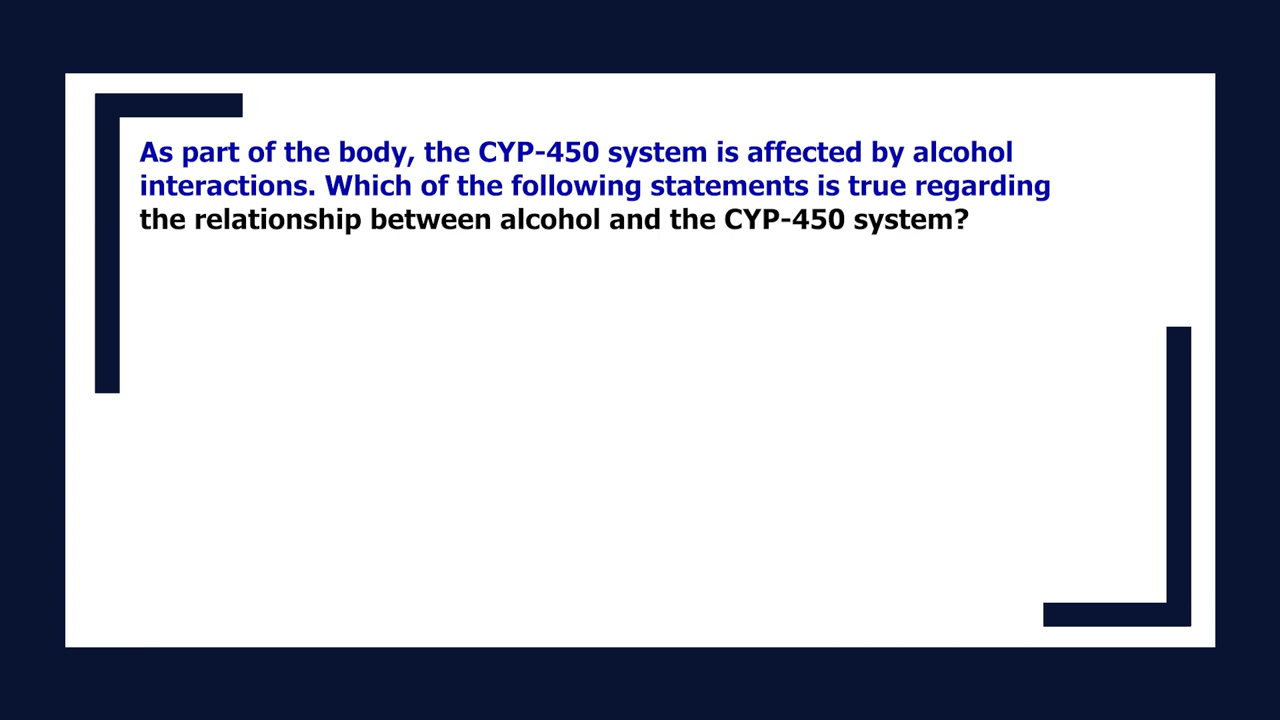 As part of the body, the CYP-450 system is affected by alcohol
interactions. Which of the following statements is true regarding
the relationship between alcohol and the CYP-450 system?